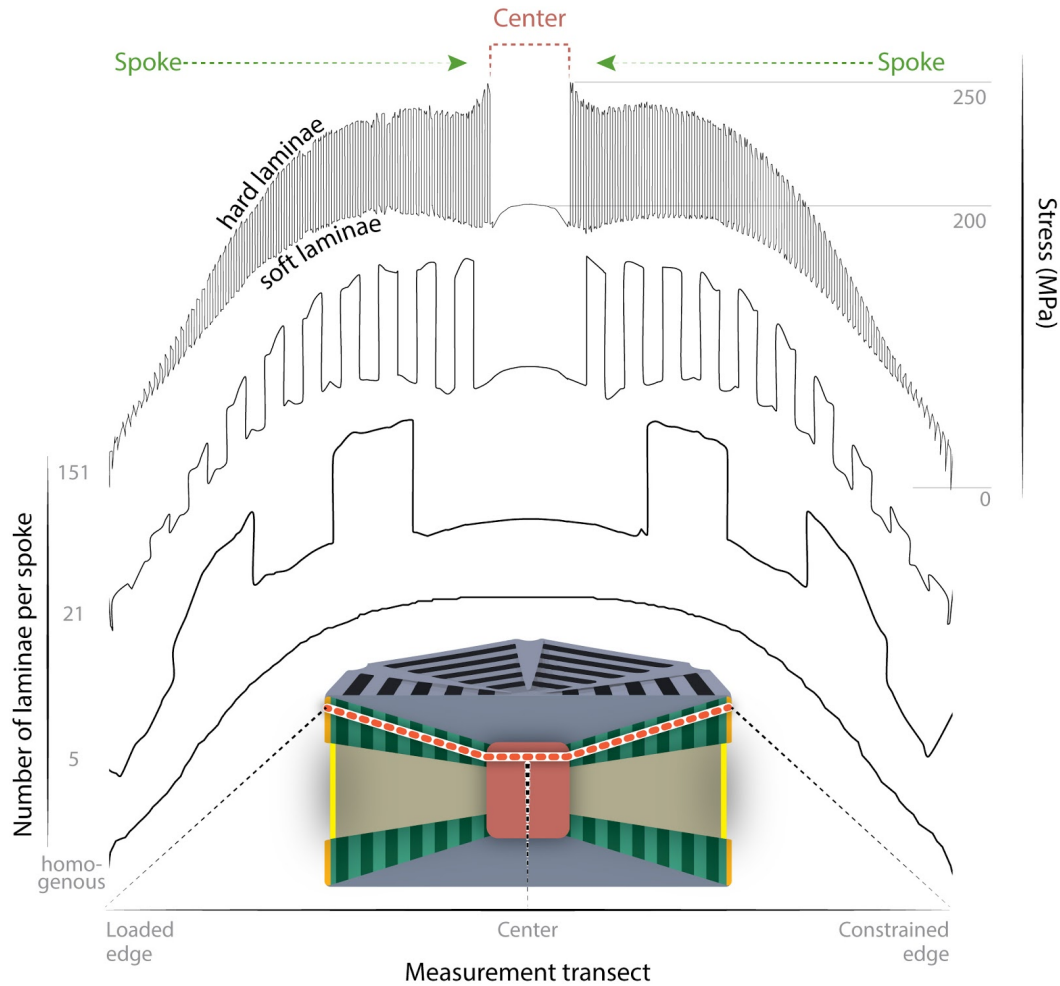 Center
Spoke
Spoke
250
hard laminae
200
soft laminae
Stress (MPa)
151
0
Number of laminae per spoke
21
5
homo-
genous
Loaded
edge
Center
Constrained
edge
Measurement transect